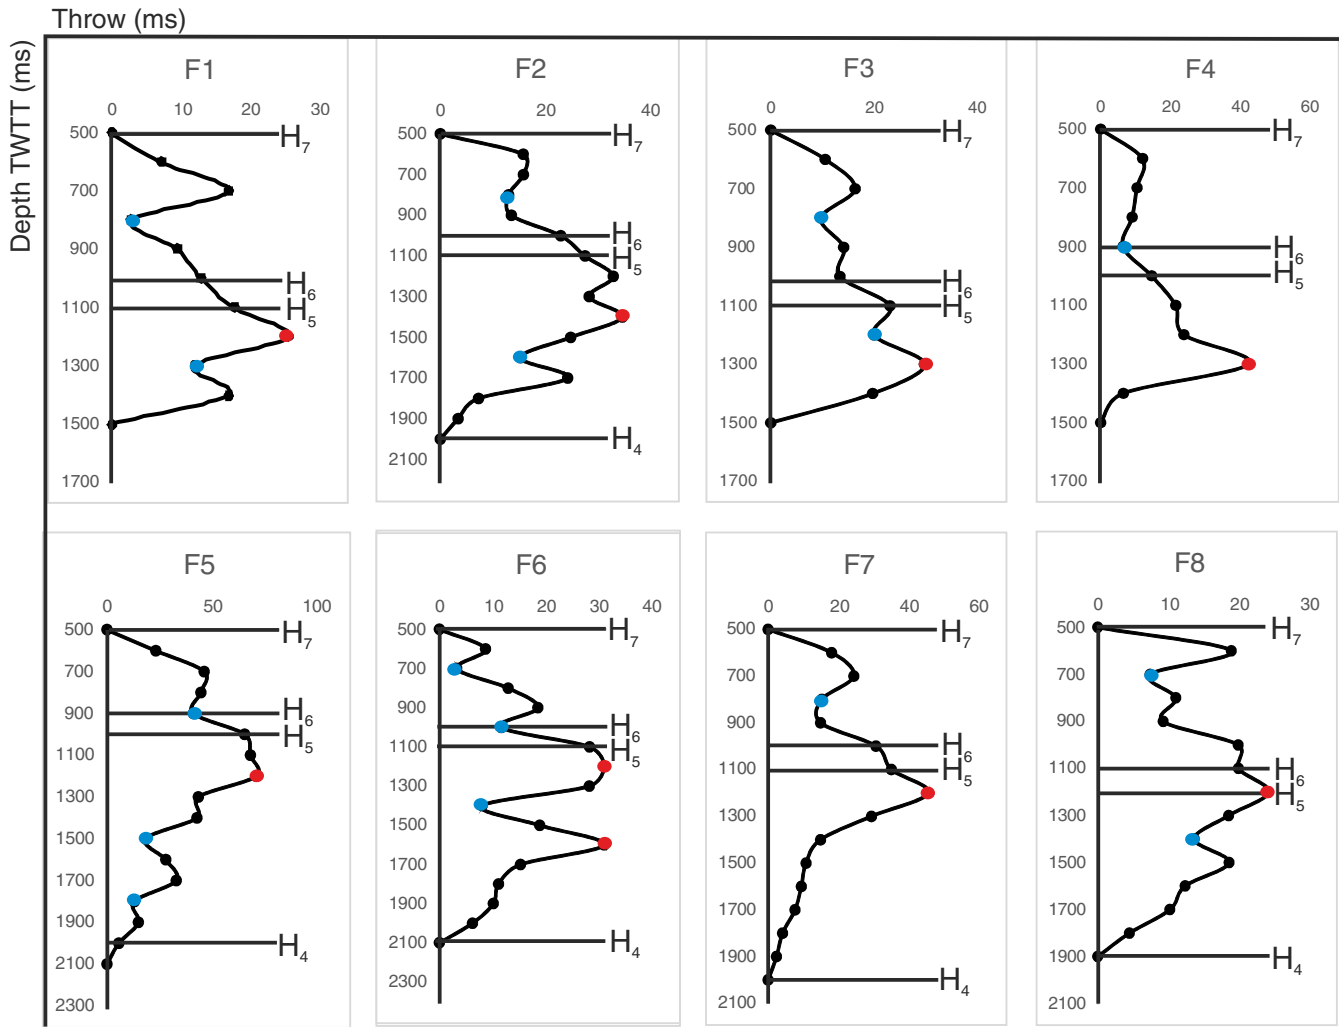 Throw (ms)
Depth TWTT (ms)
F1
0 10 20 30
500
700
900
1100
1300
1500
1700
H7
H6
H5
F2
0 20 40
500
700
900
1100
1300
1500
1700
1900
2100
H7
H6
H5
H4
F3
0 20 40
500
700
900
1100
1300
1500
1700
H7
H6
H5
F4
0 20 40 60
500
700
900
1100
1300
1500
1700
H7
H6
H5
F5
0 50 100
500
700
900
1100
1300
1500
1700
1900
2100
2300
H7
H6
H5
H4
F6
0 10 20 30 40
500
700
900
1100
1300
1500
1700
1900
2100
2300
H7
H6
H5
H4
F7
0 20 40 60
500
700
900
1100
1300
1500
1700
1900
2100
H7
H6
H5
H4
F8
0 10 20 30
500
700
900
1100
1300
1500
1700
1900
2100
H7
H6
H5
H4